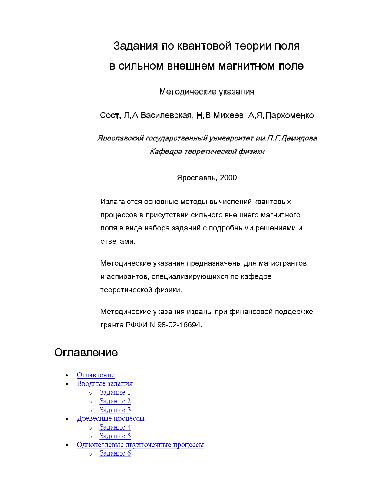 Задания по квантовой теории поля
в сильном внешнем магнитном поле
Методические указания
Сост. Л.А.Василевская, Н.В.Михеев, А.Я.Пархоменко
Ярославский государственный университет им.П.Г.Демидова
Кафедра теоретической физики
Ярославль, 2000
Излагаются основные методы вычислений квантовых
процессов в присутствии сильного внешнего магнитного
поля в виде набора заданий с подробными решениями и
ответами.
Методические указания предназначены для магистрантов
и аспирантов, специализирующихся по кафедре
теоретической физики.
Методические указания изданы при финансовой поддержке
гранта РФФИ N 98-02-16694.
Оглавление
Оглавление
Вводные задания
Задание 1
Задание 2
Задание 3
Древесные процессы
Задание 4
Задание 5
Однопетлевые двухточечные процессы
Задание 6